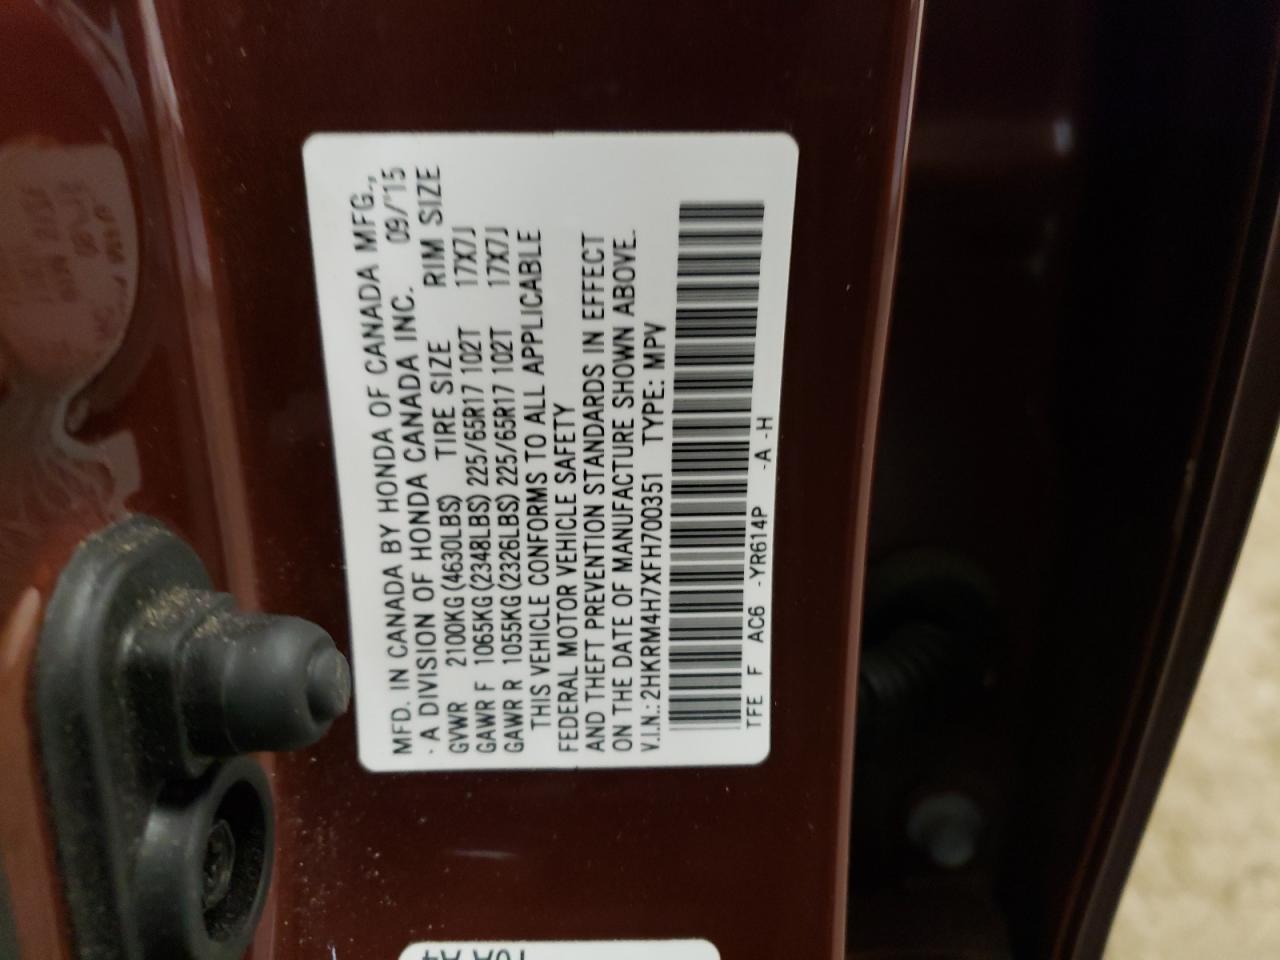 MFD. IN CANADA BY HONDA OF CANADA MFG.,
· A DIVISION OF HONDA CANADA INC. 09/'15
GVWR 2100KG (4630LBS) TIRE SIZE RIM SIZE
GAWR F 1065KG (2348LBS) 225/65R17 102T 17X7J
GAWR R 1055KG (2326LBS) 225/65R17 102T 17X7J
THIS VEHICLE CONFORMS TO ALL APPLICABLE
FEDERAL MOTOR VEHICLE SAFETY
AND THEFT PREVENTION STANDARDS IN EFFECT
ON THE DATE OF MANUFACTURE SHOWN ABOVE.
V.I.N.: 2HKRM4H7XFH700351 TYPE: MPV
TFE F AC6 -YR614P -A -H